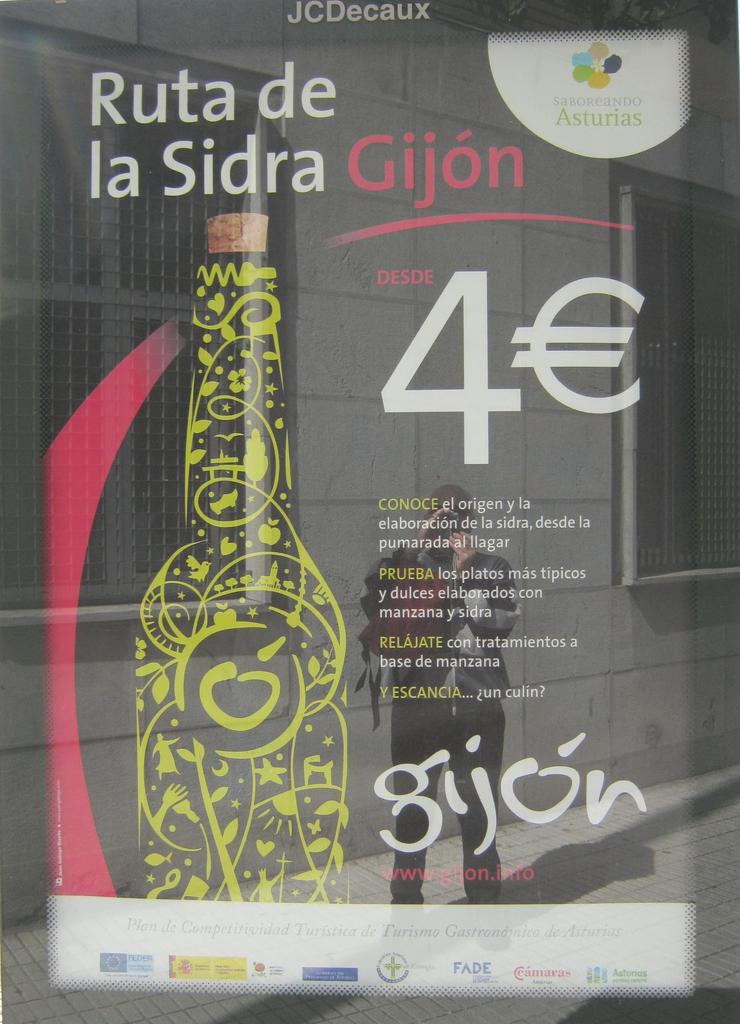 JCDecaux
SaBOReaNDO
Asturias
Ruta de
la Sidra Gijón
DESDE
4€
CONOCE el origen y la
elaboración de la sidra, desde la
pumarada al llagar
PRUEBA los platos más típicos
y dulces elaborados con
manzana y sidra
RELÁJATE con tratamientos a
base de manzana
Y ESCANCIA... ¿un culín?
gijón
www.gijon.info
Plan de Competitividad Turística de Turismo Gastronómico de Asturias
FEDER
FADE
Cámaras
Asturias